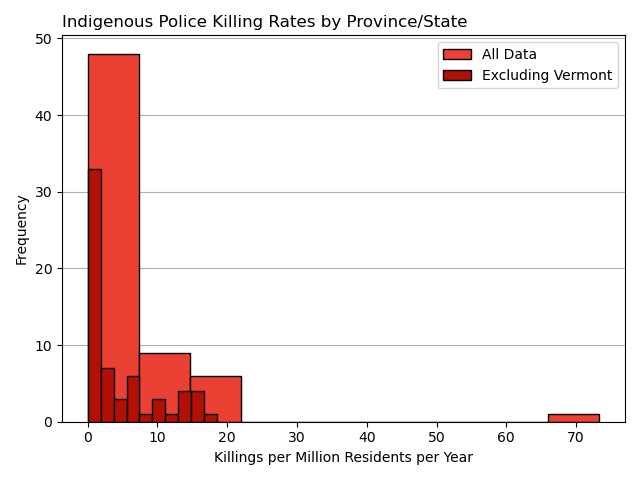 Indigenous Police Killing Rates by Province/State
50
40
30
20
10
0
Frequency
All Data
Excluding Vermont
0 10 20 30 40 50 60 70
Killings per Million Residents per Year